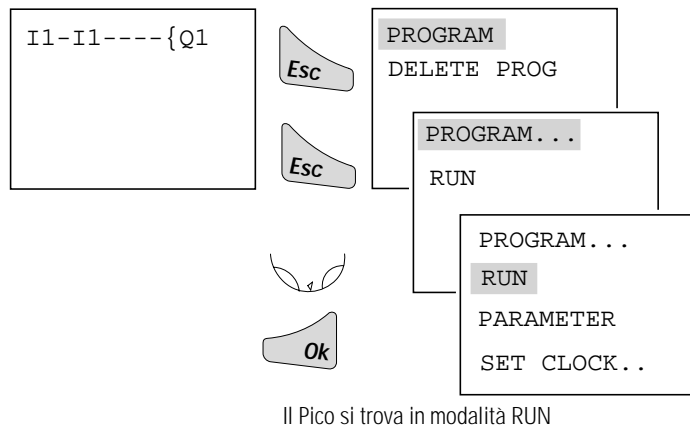 I1-I1----{Q1
Esc
PROGRAM
DELETE PROG
Esc
PROGRAM...
RUN
PROGRAM...
RUN
PARAMETER
SET CLOCK..
Ok
Il Pico si trova in modalità RUN